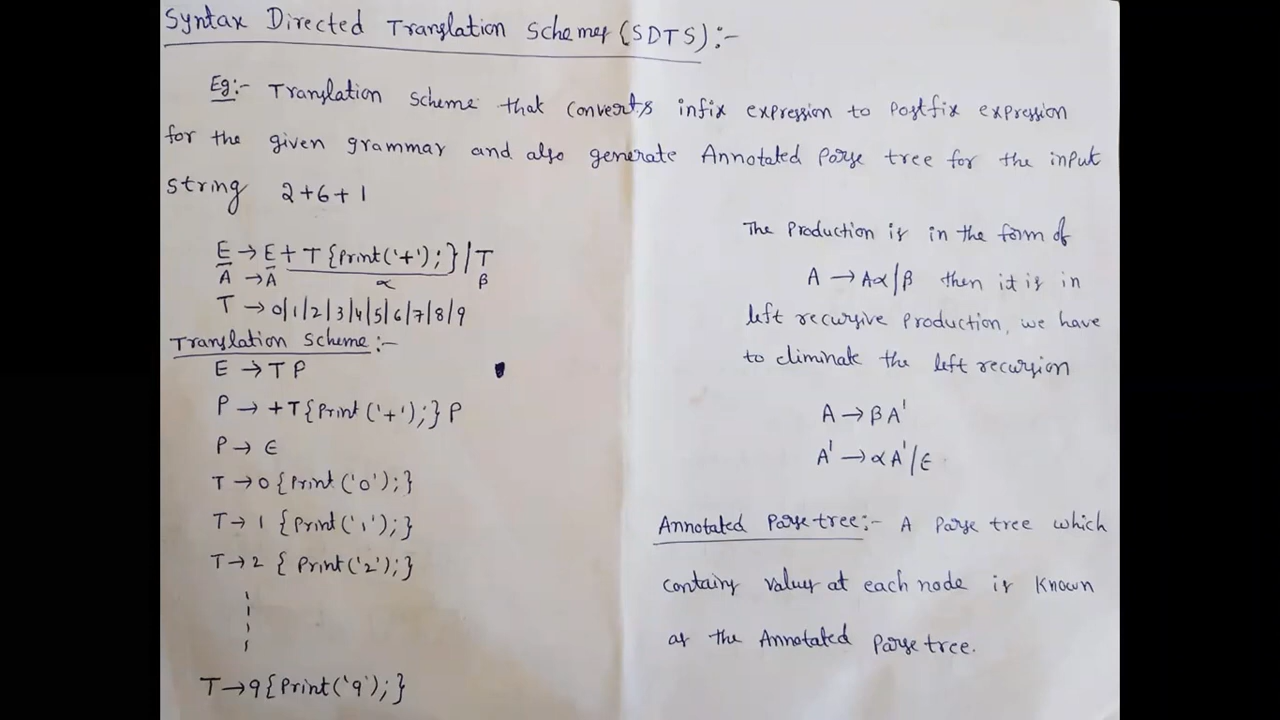 Syntax Directed Translation Schemes (SDTS):-
Eg:- Translation scheme that converts infix expression to Postfix expression
for the given grammar and also generate Annotated Parse tree for the input
string 2+6+1
E → E + T {Print('+');} | T
A → A α β
T → 0|1|2|3|4|5|6|7|8|9
Translation Scheme:-
E → T P
P → +T{Print('+');} P
P → ϵ
T → 0 {Print('0');}
T → 1 {Print('1');}
T → 2 {Print('2');}
T → 9 {Print('9');}
The Production is in the form of
A → Aα/β then it is in
left recursive production, we have
to eliminate the left recursion
A → βA'
A' → αA'/ϵ
Annotated Parse tree:- A Parse tree which
contains values at each node is known
as the Annotated Parse tree.